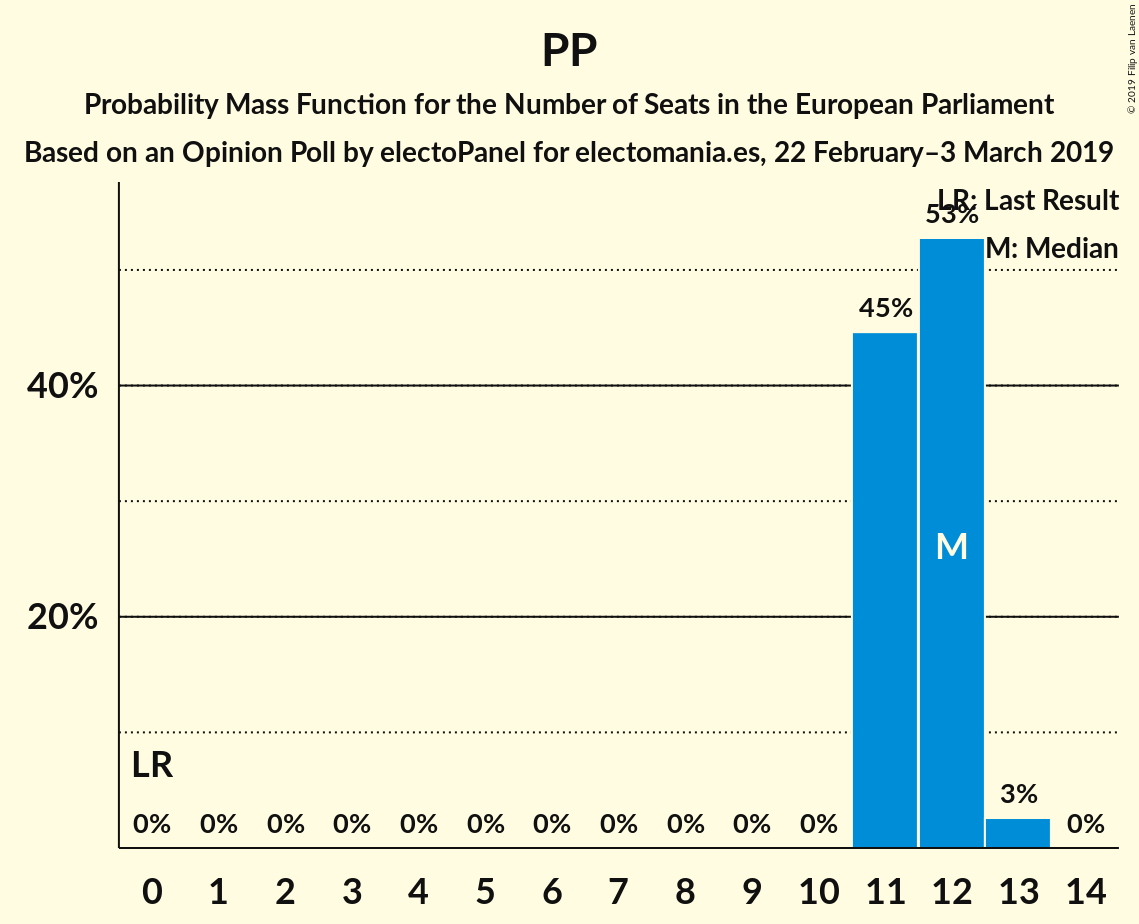 PP
Probability Mass Function for the Number of Seats in the European Parliament
Based on an Opinion Poll by electoPanel for electomania.es, 22 February–3 March 2019
© 2019 Filip van Laenen
LR: Last Result
M: Median
53%
45%
40%
M
20%
LR
3%
0% 0% 0% 0% 0% 0% 0% 0% 0% 0% 0% 0%
0 1 2 3 4 5 6 7 8 9 10 11 12 13 14